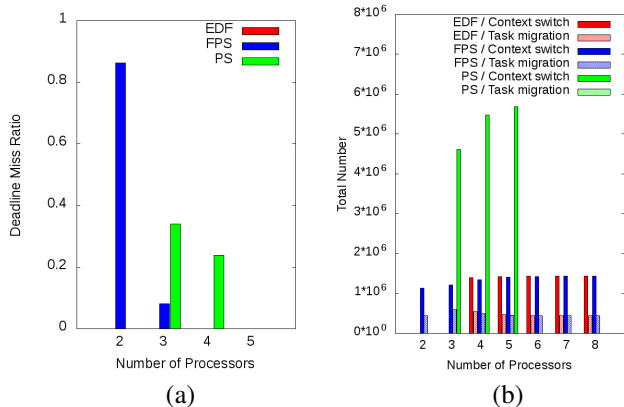 EDF
FPS
PS
1
0.8
0.6
0.4
0.2
0
Deadline Miss Ratio
2 3 4 5
Number of Processors
(a)
EDF / Context switch
EDF / Task migration
FPS / Context switch
FPS / Task migration
PS / Context switch
PS / Task migration
8*10^6
7*10^6
6*10^6
5*10^6
4*10^6
3*10^6
2*10^6
1*10^6
0*10^0
Total Number
2 3 4 5 6 7 8
Number of Processors
(b)